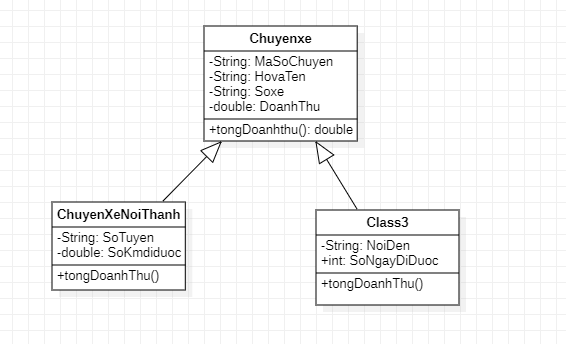 Chuyenxe
-String: MaSoChuyen
-String: HovaTen
-String: Soxe
-double: DoanhThu
+tongDoanhthu(): double
ChuyenXeNoiThanh
-String: SoTuyen
-double: SoKmdiduoc
+tongDoanhThu()
Class3
-String: NoiDen
+int: SoNgayDiDuoc
+tongDoanhThu()